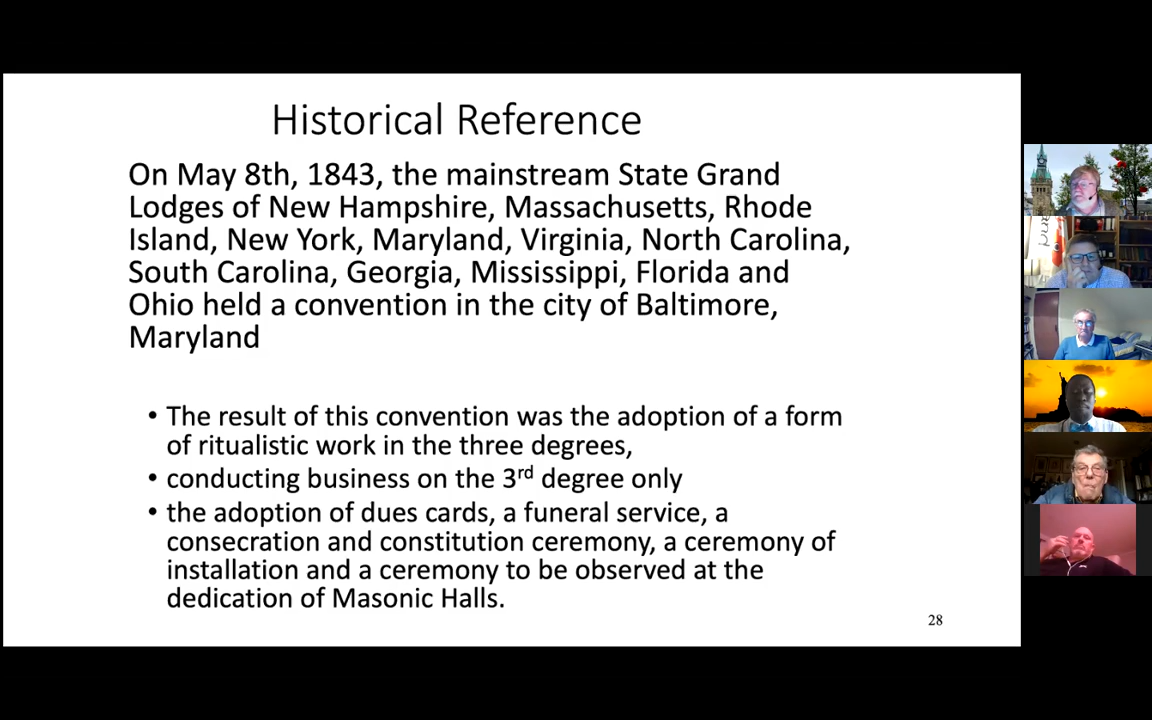 Historical Reference
On May 8th, 1843, the mainstream State Grand
Lodges of New Hampshire, Massachusetts, Rhode
Island, New York, Maryland, Virginia, North Carolina,
South Carolina, Georgia, Mississippi, Florida and
Ohio held a convention in the city of Baltimore,
Maryland
• The result of this convention was the adoption of a form
of ritualistic work in the three degrees,
• conducting business on the 3rd degree only
• the adoption of dues cards, a funeral service, a
consecration and constitution ceremony, a ceremony of
installation and a ceremony to be observed at the
dedication of Masonic Halls.
28